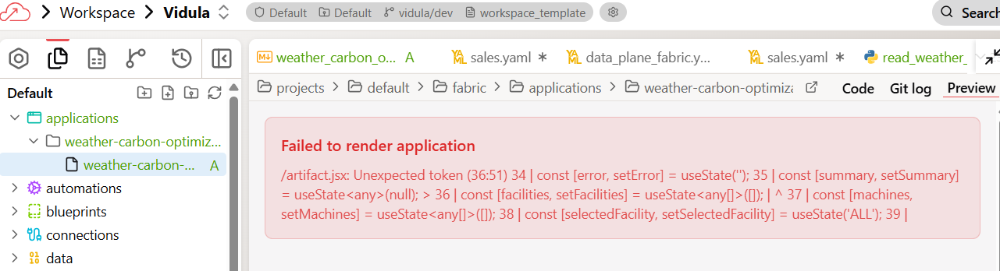 Workspace > Vidula
Default Default vidula/dev workspace_template
Search
weather_carbon_o... A
sales.yaml *
data_plane_fabric.y...
sales.yaml *
read_weather_
Default
projects > default > fabric > applications > weather-carbon-optimiza
Code Git log Preview
applications
weather-carbon-optimiz...
weather-carbon-... A
automations
blueprints
connections
data
Failed to render application
/artifact.jsx: Unexpected token (36:51) 34 | const [error, setError] = useState(''); 35 | const [summary, setSummary]
= useState<any>(null); > 36 | const [facilities, setFacilities] = useState<any[]>([]); | ^ 37 | const [machines,
setMachines] = useState<any[]>([]); 38 | const [selectedFacility, setSelectedFacility] = useState('ALL'); 39 |